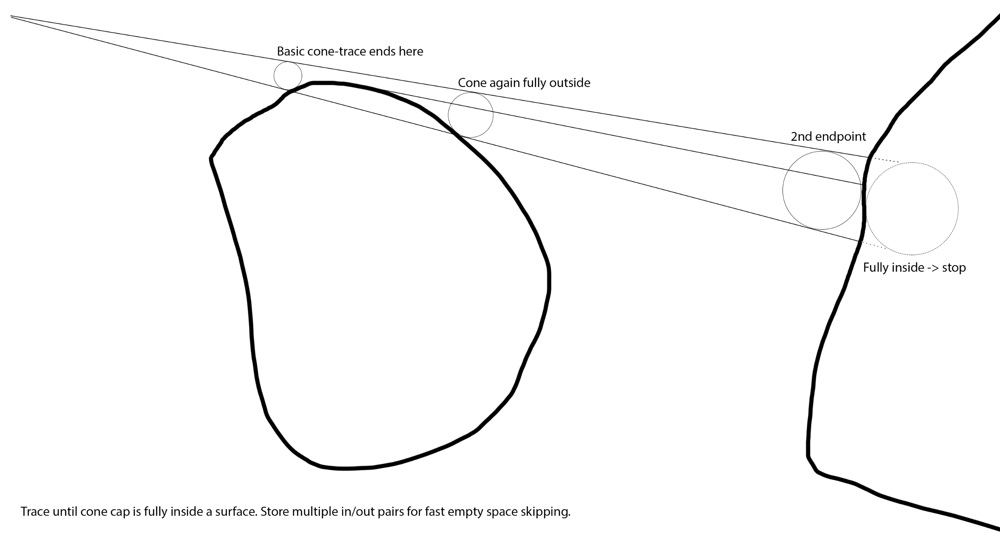 Basic cone-trace ends here
Cone again fully outside
2nd endpoint
Fully inside -> stop
Trace until cone cap is fully inside a surface. Store multiple in/out pairs for fast empty space skipping.